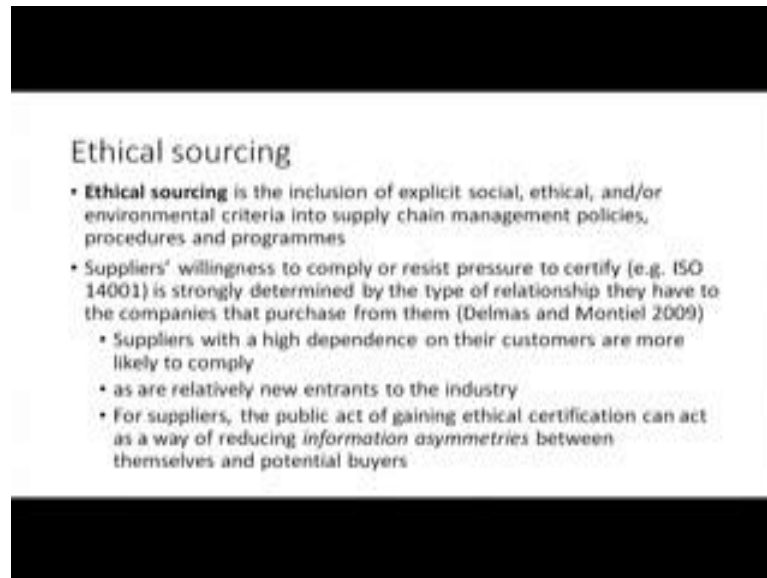 Ethical sourcing
• Ethical sourcing is the inclusion of explicit social, ethical, and/or
environmental criteria into supply chain management policies,
procedures and programmes
• Suppliers' willingness to comply or resist pressure to certify (e.g. ISO
14001) is strongly determined by the type of relationship they have to
the companies that purchase from them (Delmas and Montiel 2009)
• Suppliers with a high dependence on their customers are more
likely to comply
• as are relatively new entrants to the industry
• For suppliers, the public act of gaining ethical certification can act
as a way of reducing information asymmetries between
themselves and potential buyers